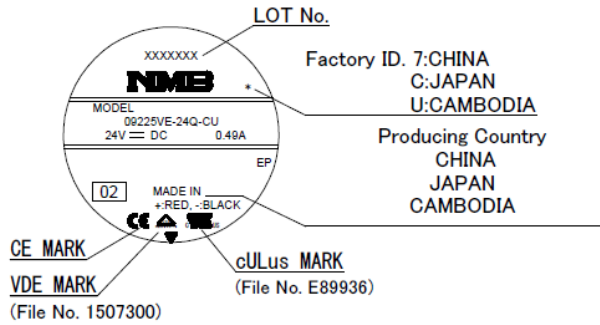 LOT No.
XXXXXXX
NMB
*
Factory ID. 7:CHINA
C:JAPAN
U:CAMBODIA
MODEL
09225VE-24Q-CU
24V DC 0.49A
EP
Producing Country
CHINA
JAPAN
CAMBODIA
02
MADE IN
+:RED, -:BLACK
CE
CE MARK
cULus MARK
(File No. E89936)
VDE MARK
(File No. 1507300)